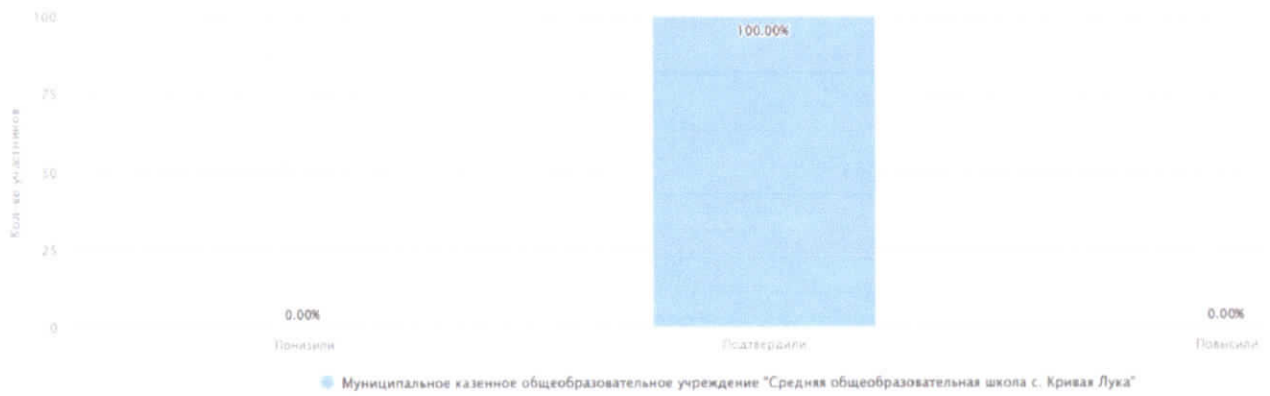 100
100.00%
75
Кол-во участников
50
25
0.00%
0.00%
0
Понизили
Подтвердили
Повысили
Муниципальное казенное общеобразовательное учреждение "Средняя общеобразовательная школа с. Кривая Лука"